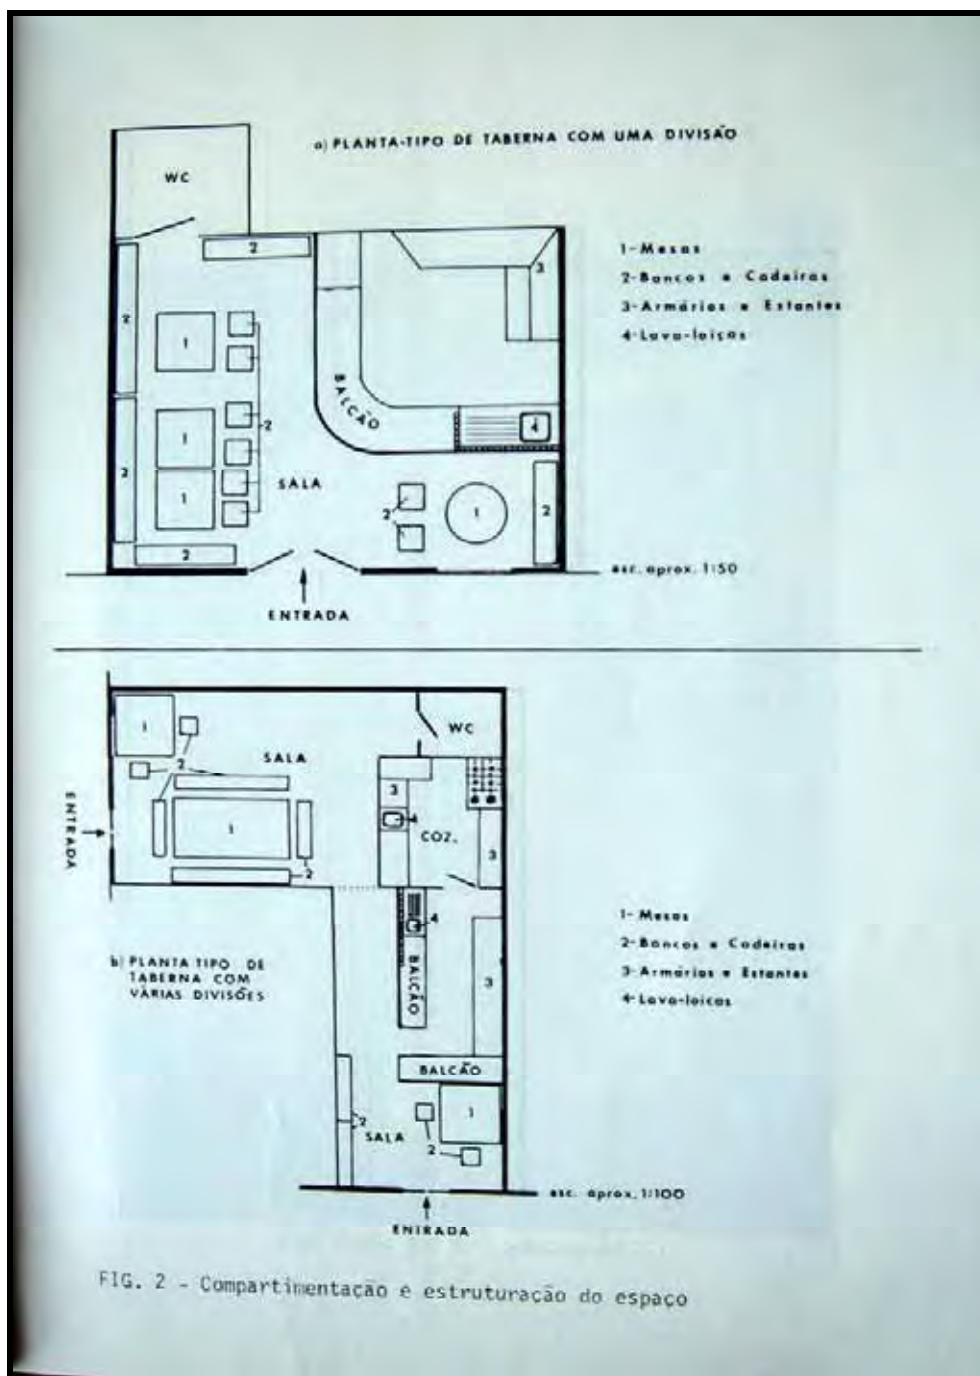 a) PLANTA-TIPO DE TABERNA COM UMA DIVISÃO
WC
1-Mesas
2-Bancos e Cadeiras
3-Armários e Estantes
4-Lava-loiças
2
3
2
1
BALCÃO
2
1
4
2
SALA
1
2
1
2
2
esc. aprox. 1:50
ENTRADA
1
WC
SALA
2
3
4
ENTRADA
1
COZ.
3
2
4
1- Mesas
2-Bancos e Cadeiras
3-Armários e Estantes
4-Lava-loiças
b) PLANTA TIPO DE
TABERNA COM
VÁRIAS DIVISÕES
BALCÃO
3
BALCÃO
1
2
SALA
2
esc. aprox. 1:100
ENTRADA
FIG. 2 - Compartimentação e estruturação do espaço